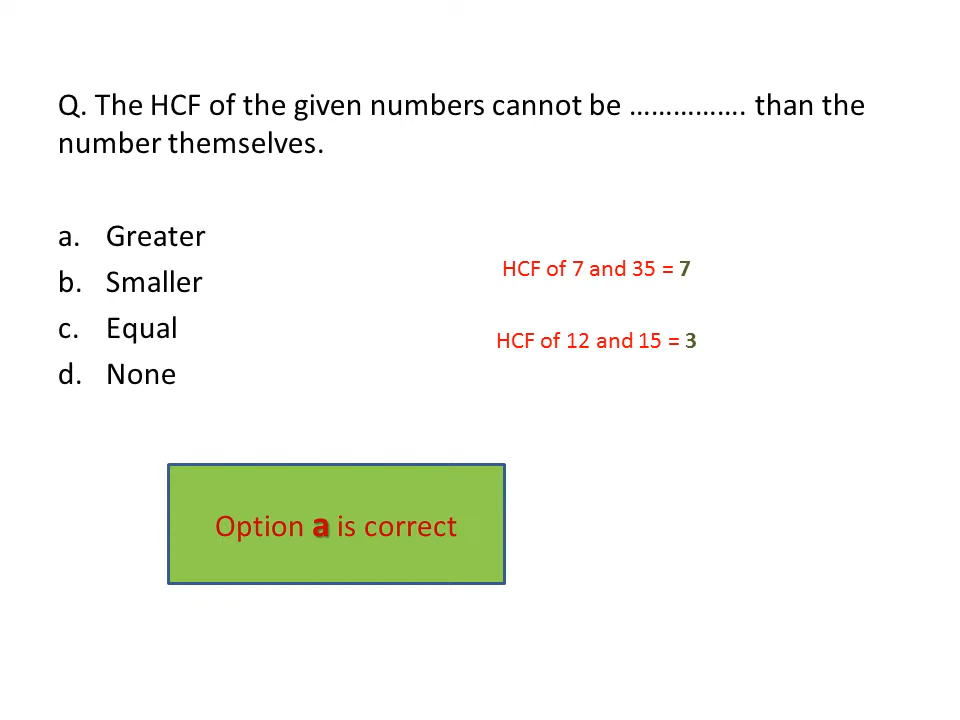 Q. The HCF of the given numbers cannot be ……………. than the
number themselves.
a. Greater
b. Smaller
c. Equal
d. None
HCF of 7 and 35 = 7
HCF of 12 and 15 = 3
Option a is correct